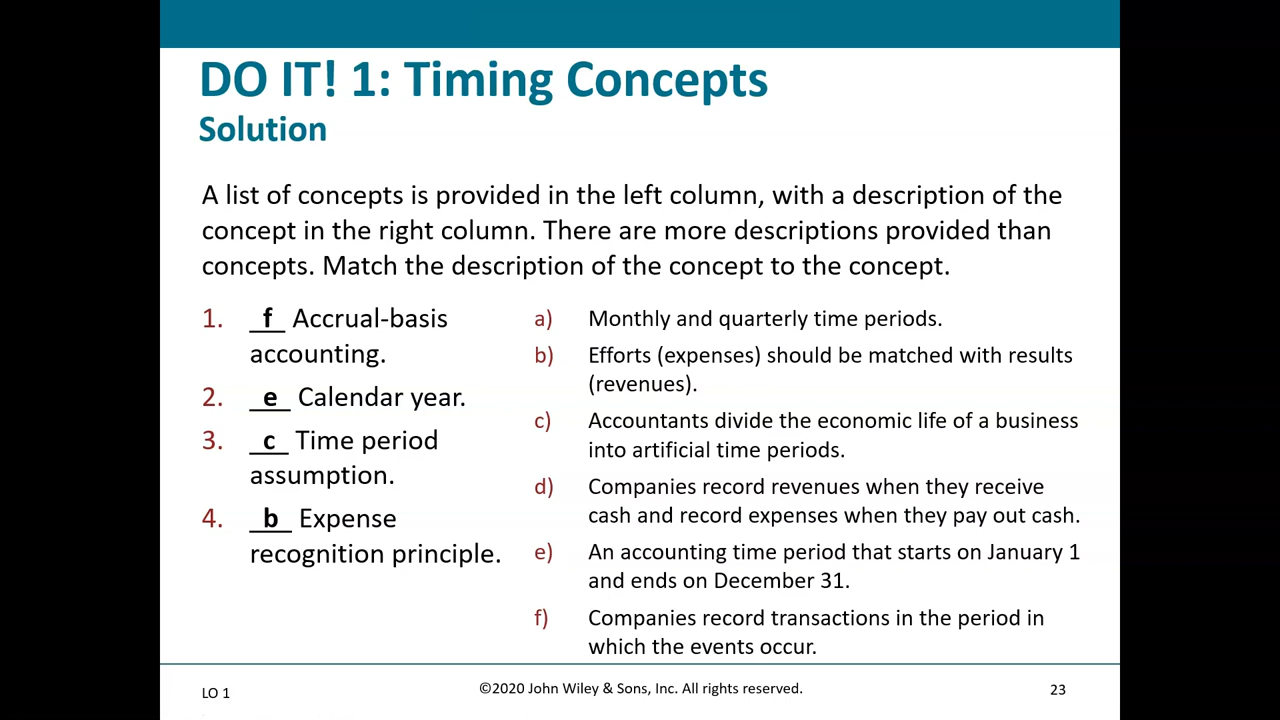 DO IT! 1: Timing Concepts
Solution
A list of concepts is provided in the left column, with a description of the
concept in the right column. There are more descriptions provided than
concepts. Match the description of the concept to the concept.
1. __f_ Accrual-basis
accounting.
2. __e_ Calendar year.
3. __c_ Time period
assumption.
4. __b_ Expense
recognition principle.
a) Monthly and quarterly time periods.
b) Efforts (expenses) should be matched with results
(revenues).
c) Accountants divide the economic life of a business
into artificial time periods.
d) Companies record revenues when they receive
cash and record expenses when they pay out cash.
e) An accounting time period that starts on January 1
and ends on December 31.
f) Companies record transactions in the period in
which the events occur.
LO 1
©2020 John Wiley & Sons, Inc. All rights reserved.
23